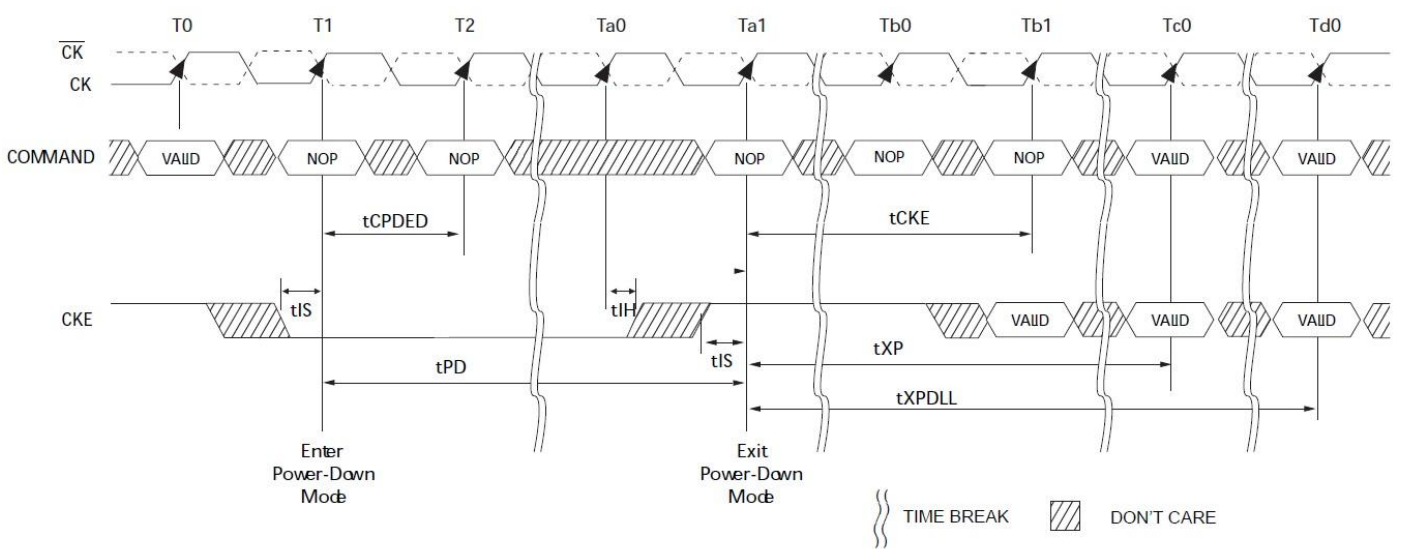 T0 T1 T2 Ta0 Ta1 Tb0 Tb1 Tc0 Td0
CK
CK
COMMAND VALID NOP NOP NOP NOP NOP VALID VALID
tCPDED tCKE
tIS tIH
CKE VALID VALID VALID
tIS tXP
tPD
tXPDLL
Enter
Power-Down
Mode
Exit
Power-Down
Mode
TIME BREAK DON'T CARE